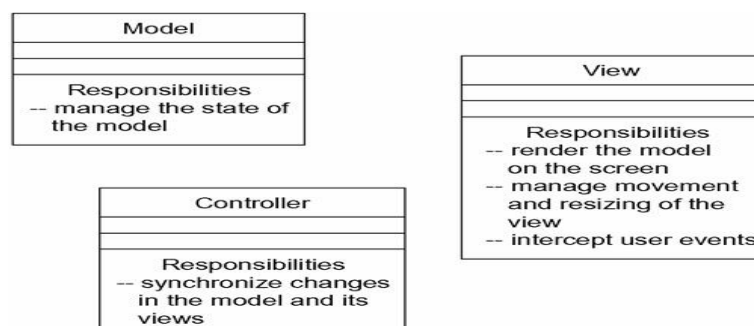 Model
Responsibilities
-- manage the state of
the model
View
Responsibilities
-- render the model
on the screen
-- manage movement
and resizing of the
view
-- intercept user events
Controller
Responsibilities
-- synchronize changes
in the model and its
views